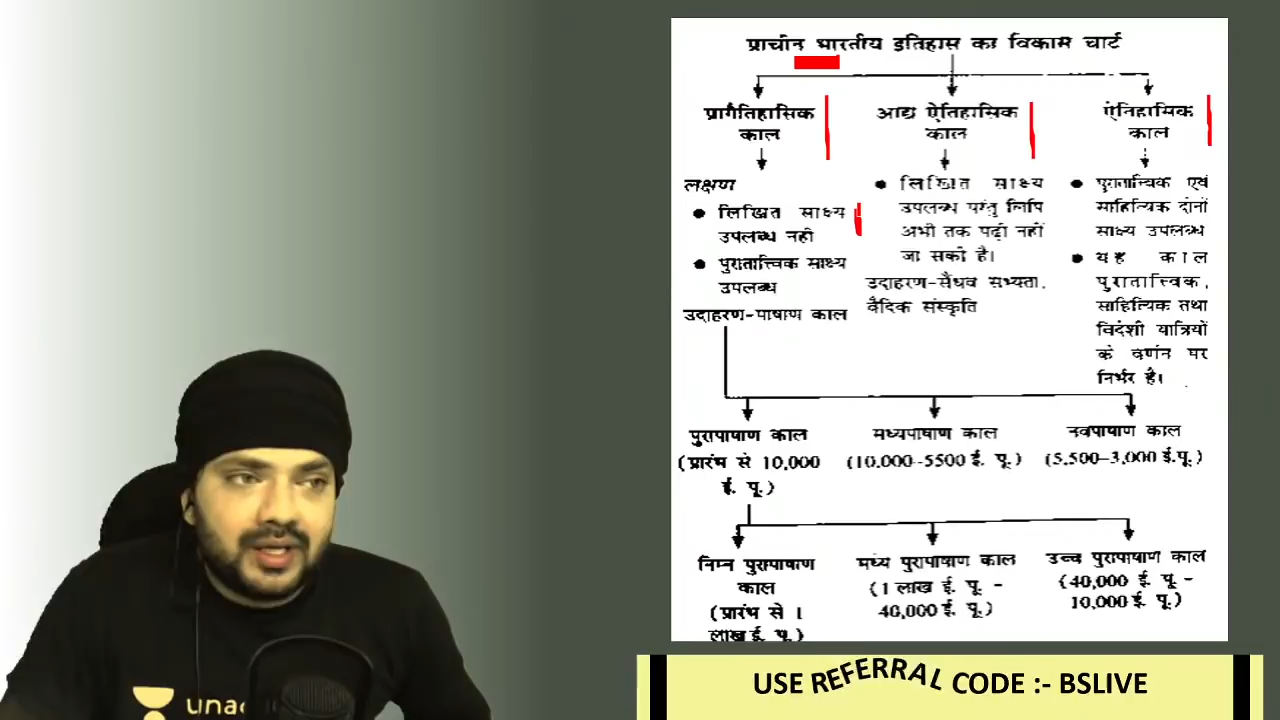 प्राचीन भारतीय इतिहास का विकास चार्ट
प्रागैतिहासिक
काल
लक्षण
● लिखित साक्ष्य
उपलब्ध नही
● पुरातात्त्विक साक्ष्य
उपलब्ध
उदाहरण-पाषाण काल
आद्य ऐतिहासिक
काल
● लिखित साक्ष्य
उपलब्ध परंतु लिपि
अभी तक पढ़ी नहीं
जा सकी है।
उदाहरण-सैंधव सभ्यता,
वैदिक संस्कृति
ऐतिहासिक
काल
● पुरातात्त्विक एवं
साहित्यिक दोनों
साक्ष्य उपलब्ध
● यह काल
पुरातात्त्विक,
साहित्यिक तथा
विदेशी यात्रियों
के वर्णन पर
निर्भर है।
पुरापाषाण काल
(प्रारंभ से 10,000
ई. पू.)
मध्यपाषाण काल
(10,000-5500 ई. पू.)
नवपाषाण काल
(5,500-3,000 ई.पू.)
निम्न पुरापाषाण
काल
(प्रारंभ से 1
लाख ई. पू.)
मध्य पुरापाषाण काल
(1 लाख ई. पू. -
40,000 ई. पू.)
उच्च पुरापाषाण काल
(40,000 ई. पू -
10,000 ई. पू.)
USE REFERRAL CODE :- BSLIVE